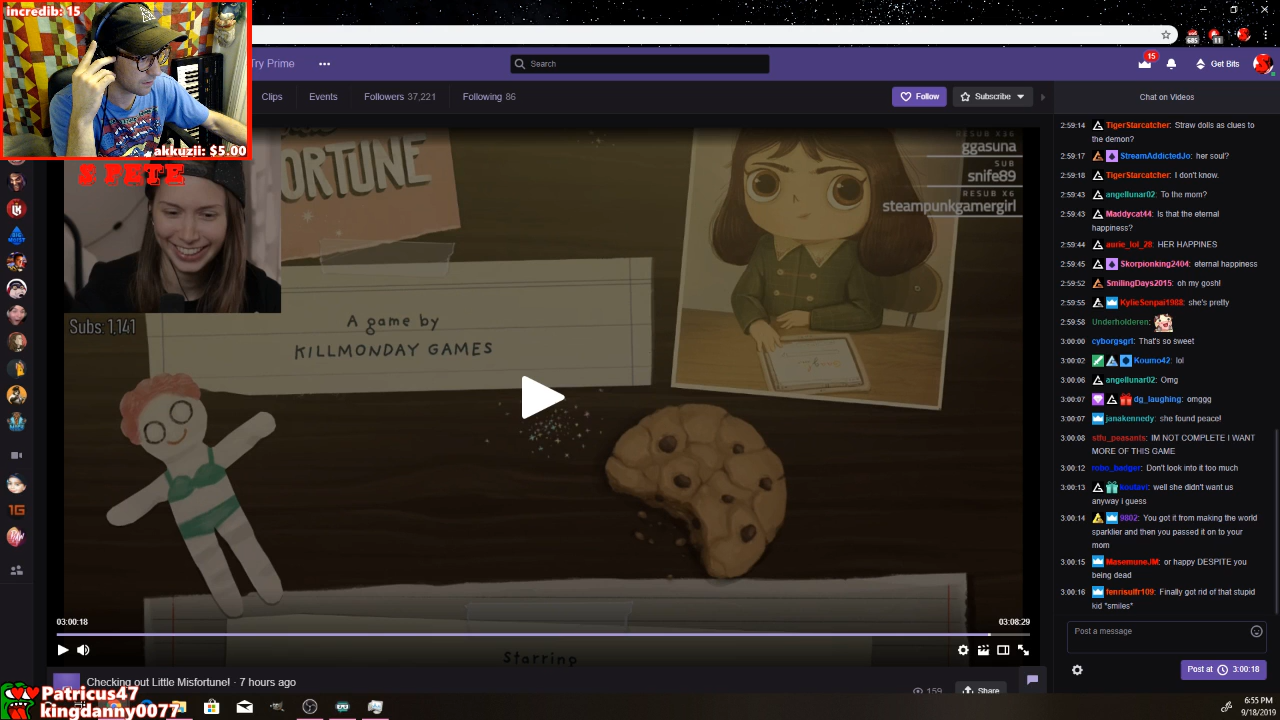 incredib: 15
akkuzii: $5.00
S PETE
Try Prime
Search
15
685
11
Get Bits
Clips
Events
Followers 37,221
Following 86
Follow
Subscribe
Chat on Videos
ORTUNE
RESUB X36
ggasuna
SUB
snife89
RESUB X6
steampunkgamergirl
Subs: 1,141
A game by
KILLMONDAY GAMES
Starring
03:00:18
03:08:29
Checking out Little Misfortune! · 7 hours ago
159
Share
2:59:14 TigerStarcatcher: Straw dolls as clues to
the demon?
2:59:17 StreamAddictedJo: her soul?
2:59:18 TigerStarcatcher: I don't know.
2:59:43 angellunar02: To the mom?
2:59:43 Maddycat44: Is that the eternal
happiness?
2:59:44 aurie_lol_28: HER HAPPINES
2:59:45 Skorpionking2404: eternal happiness
2:59:52 SmilingDays2015: oh my gosh!
2:59:55 KylieSenpai1988: she's pretty
2:59:58 Underholderen:
3:00:00 cyborgsgrl: That's so sweet
3:00:02 Koumo42: lol
3:00:06 angellunar02: Omg
3:00:07 dg_laughing: omggg
3:00:07 janakennedy: she found peace!
3:00:08 stfu_peasants: IM NOT COMPLETE I WANT
MORE OF THIS GAME
3:00:12 robo_badger: Don't look into it too much
3:00:13 koutavi: well she didn't want us
anyway i guess
3:00:14 9802: You got it from making the world
sparklier and then you passed it on to your
mom
3:00:15 MasemuneJM: or happy DESPITE you
being dead
3:00:16 fenrisulfr109: Finally got rid of that stupid
kid *smiles*
Post a message
Post at 3:00:18
Patricus47
kingdanny0077
6:55 PM
9/18/2019